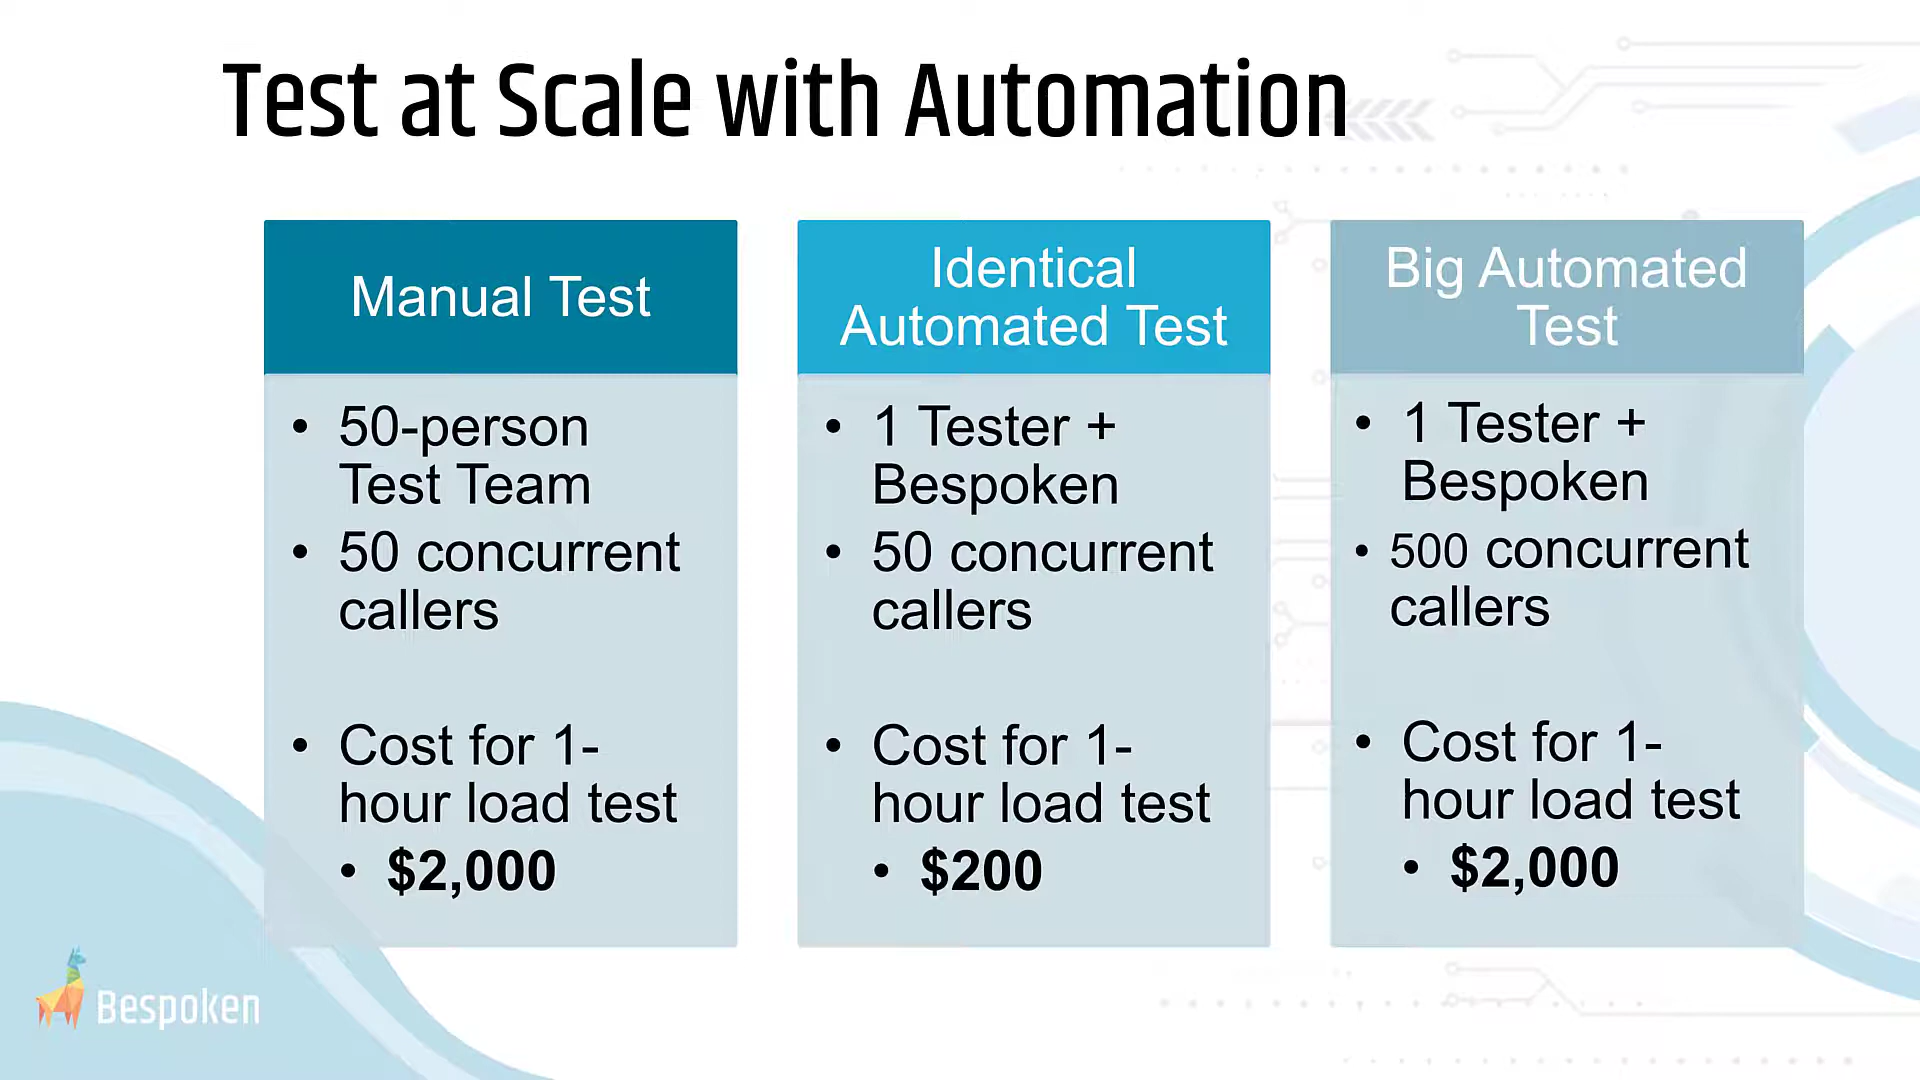 Test at Scale with Automation
Manual Test
• 50-person
Test Team
• 50 concurrent
callers
• Cost for 1-
hour load test
• $2,000
Identical
Automated Test
• 1 Tester +
Bespoken
• 50 concurrent
callers
• Cost for 1-
hour load test
• $200
Big Automated
Test
• 1 Tester +
Bespoken
• 500 concurrent
callers
• Cost for 1-
hour load test
• $2,000
Bespoken